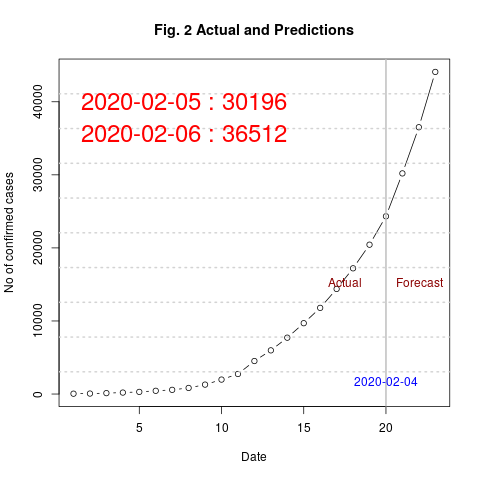 Fig. 2 Actual and Predictions
2020-02-05 : 30196
2020-02-06 : 36512
No of confirmed cases
40000
30000
20000
10000
0
Actual
Forecast
2020-02-04
5
10
15
20
Date